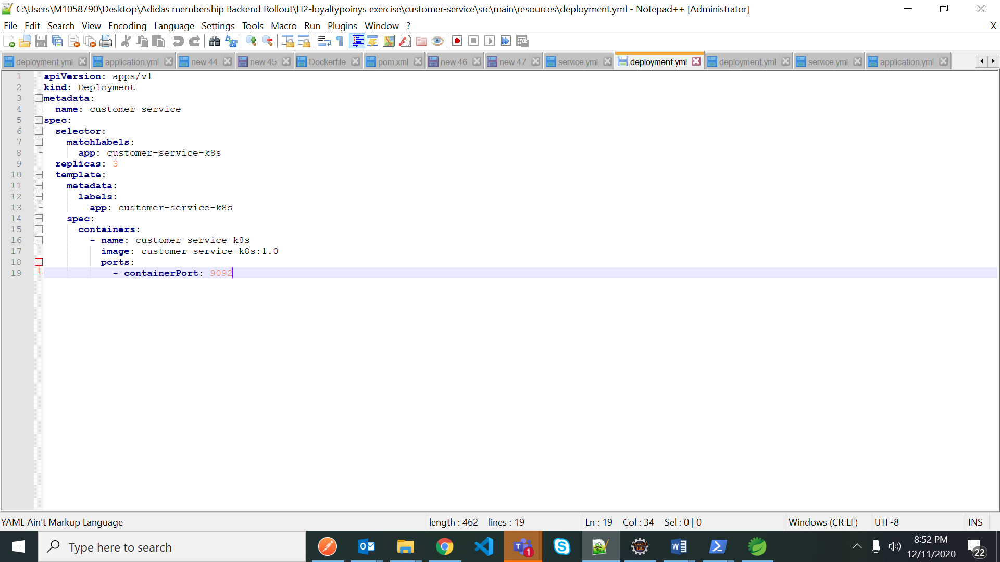 C:\Users\M1058790\Desktop\Adidas membership Backend Rollout\H2-loyaltypoinys exercise\customer-service\src\main\resources\deployment.yml - Notepad++ [Administrator]
File Edit Search View Encoding Language Settings Tools Macro Run Plugins Window ? X
deployment.yml application.yml new 44 new 45 Dockerfile pom.xml new 46 new 47 service.yml deployment.yml deployment.yml service.yml application.yml
1 apiVersion: apps/v1
2 kind: Deployment
3 metadata:
4 name: customer-service
5 spec:
6 selector:
7 matchLabels:
8 app: customer-service-k8s
9 replicas: 3
10 template:
11 metadata:
12 labels:
13 app: customer-service-k8s
14 spec:
15 containers:
16 - name: customer-service-k8s
17 image: customer-service-k8s:1.0
18 ports:
19 - containerPort: 9092
YAML Ain't Markup Language length : 462 lines : 19 Ln : 19 Col : 34 Sel : 0 | 0 Windows (CR LF) UTF-8 INS
Type here to search
1
8:52 PM
12/11/2020
22